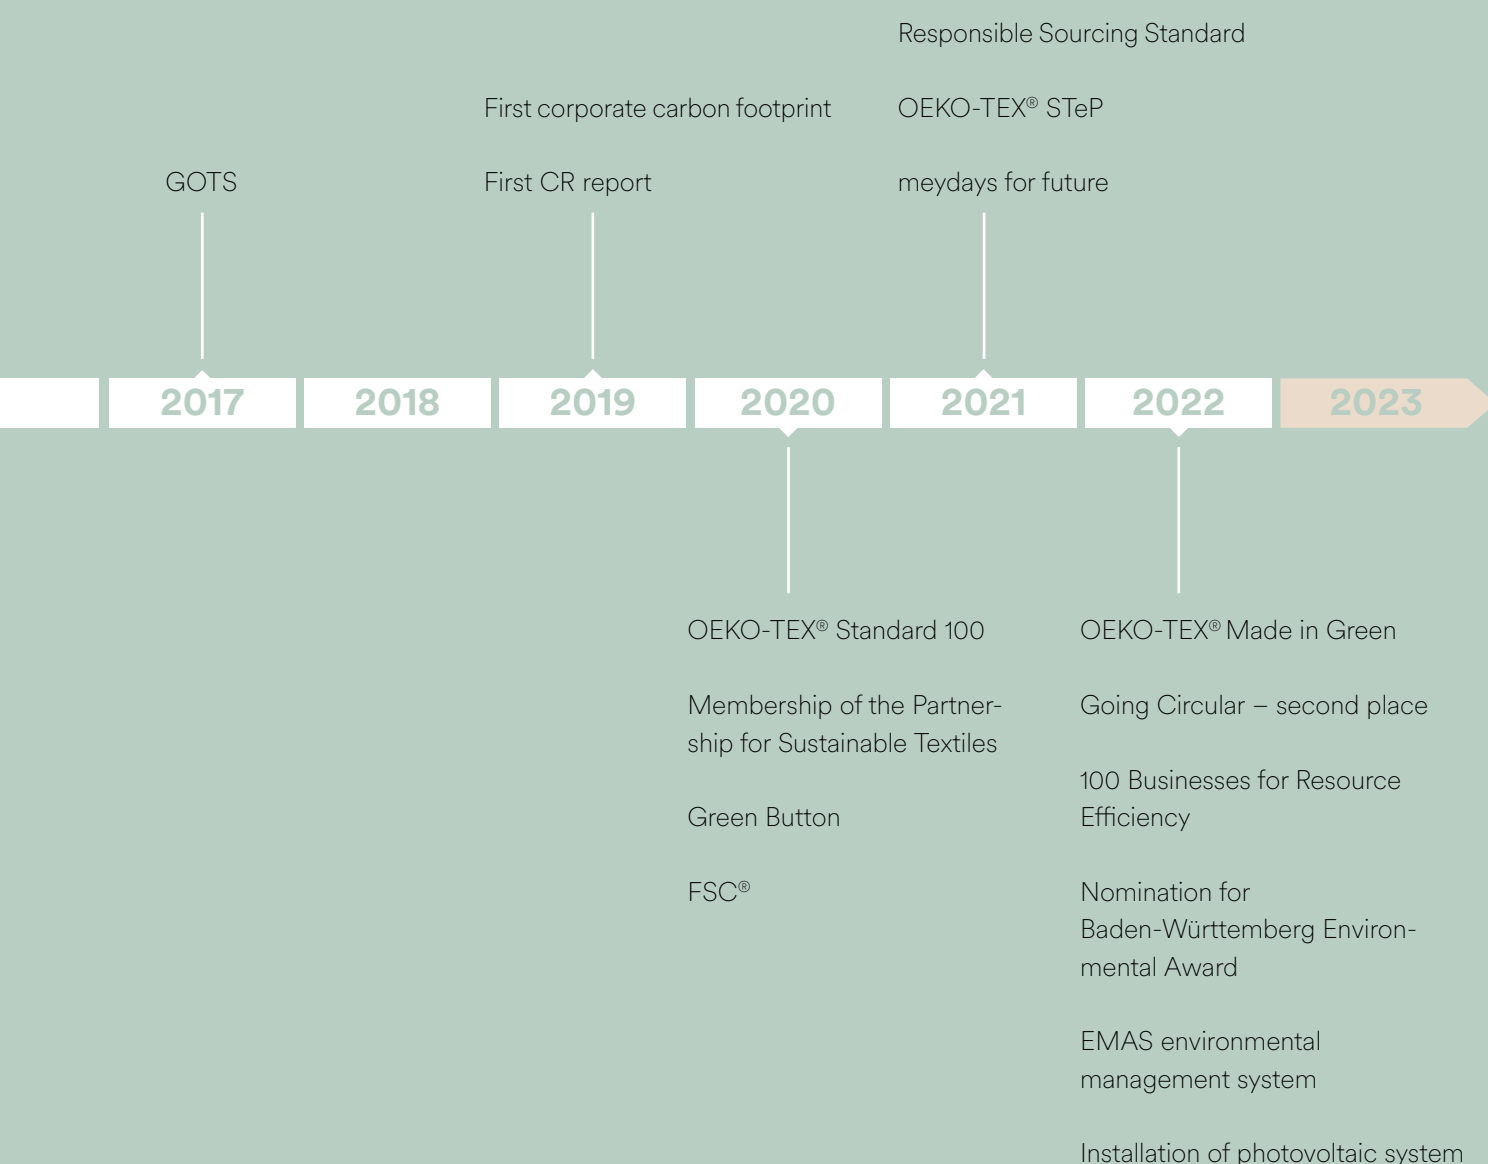 Responsible Sourcing Standard
First corporate carbon footprint
OEKO-TEX® STeP
GOTS
First CR report
meydays for future
2017
2018
2019
2020
2021
2022
2023
OEKO-TEX® Standard 100
Membership of the Partner-
ship for Sustainable Textiles
Green Button
FSC®
OEKO-TEX® Made in Green
Going Circular – second place
100 Businesses for Resource
Efficiency
Nomination for
Baden-Württemberg Environ-
mental Award
EMAS environmental
management system
Installation of photovoltaic system